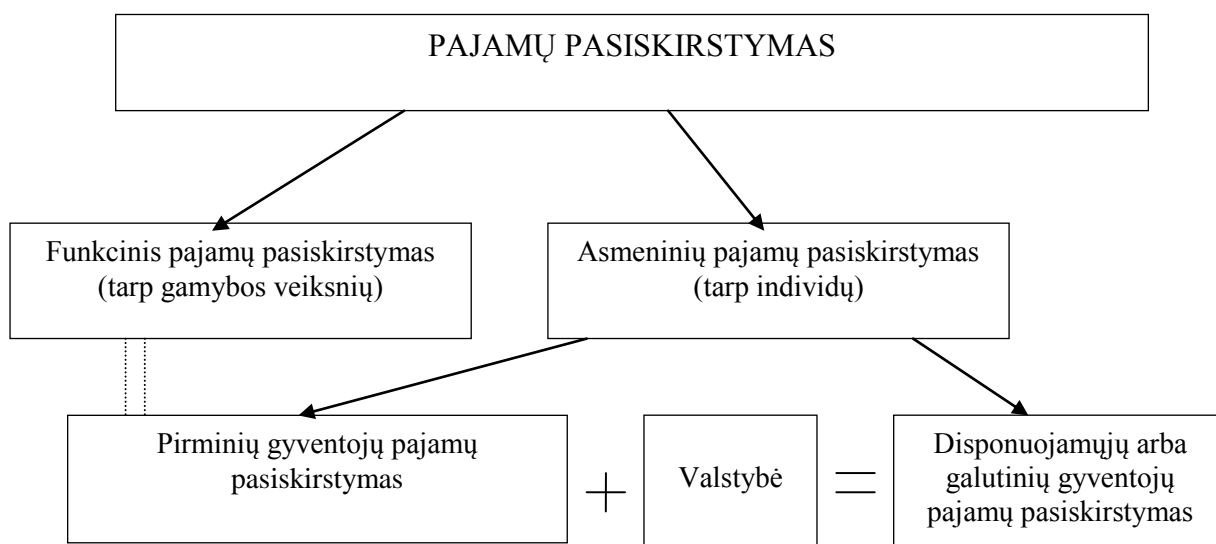 PAJAMŲ PASISKIRSTYMAS
Funkcinis pajamų pasiskirstymas
(tarp gamybos veiksnių)
Asmeninių pajamų pasiskirstymas
(tarp individų)
Pirminių gyventojų pajamų
pasiskirstymas
+
Valstybė
=
Disponuojamųjų arba
galutinių gyventojų
pajamų pasiskirstymas